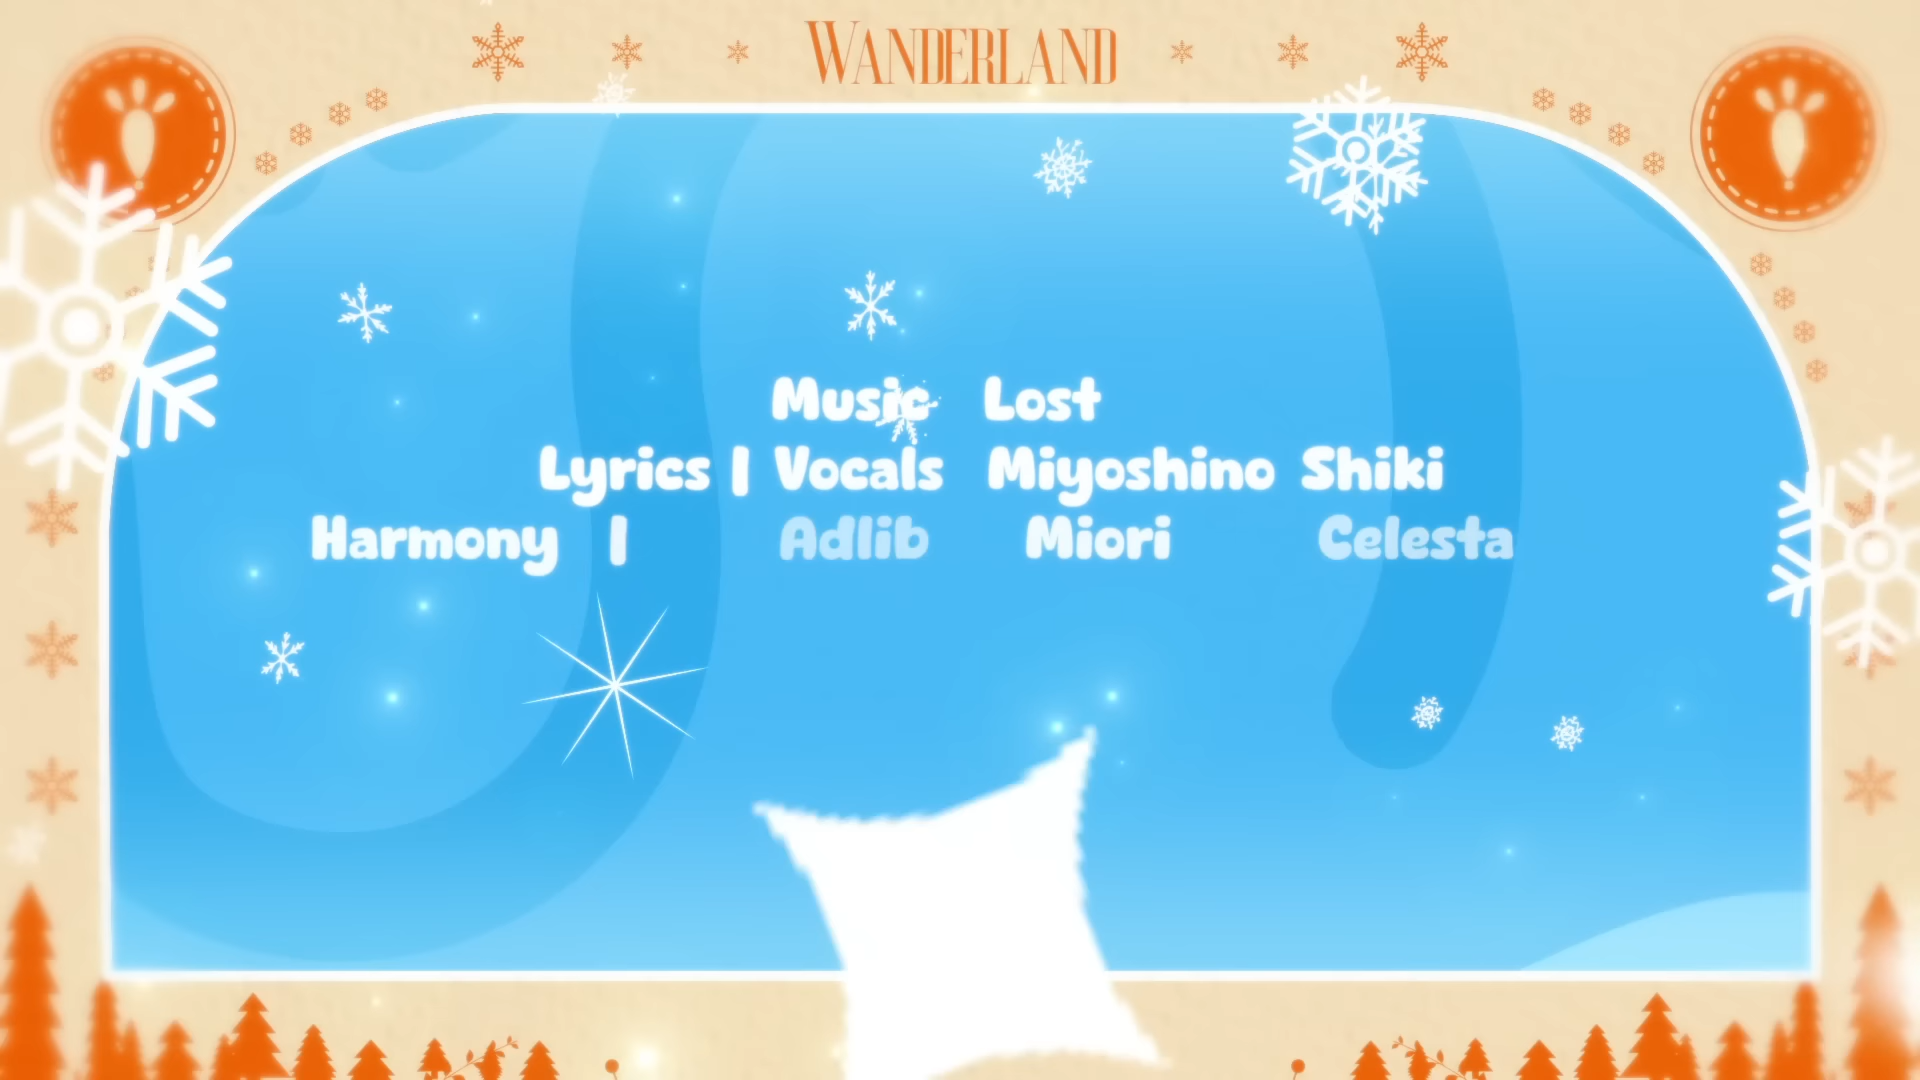 WANDERLAND
Music Lost
Lyrics | Vocals Miyoshino Shiki
Harmony | Adlib Miori Celesta